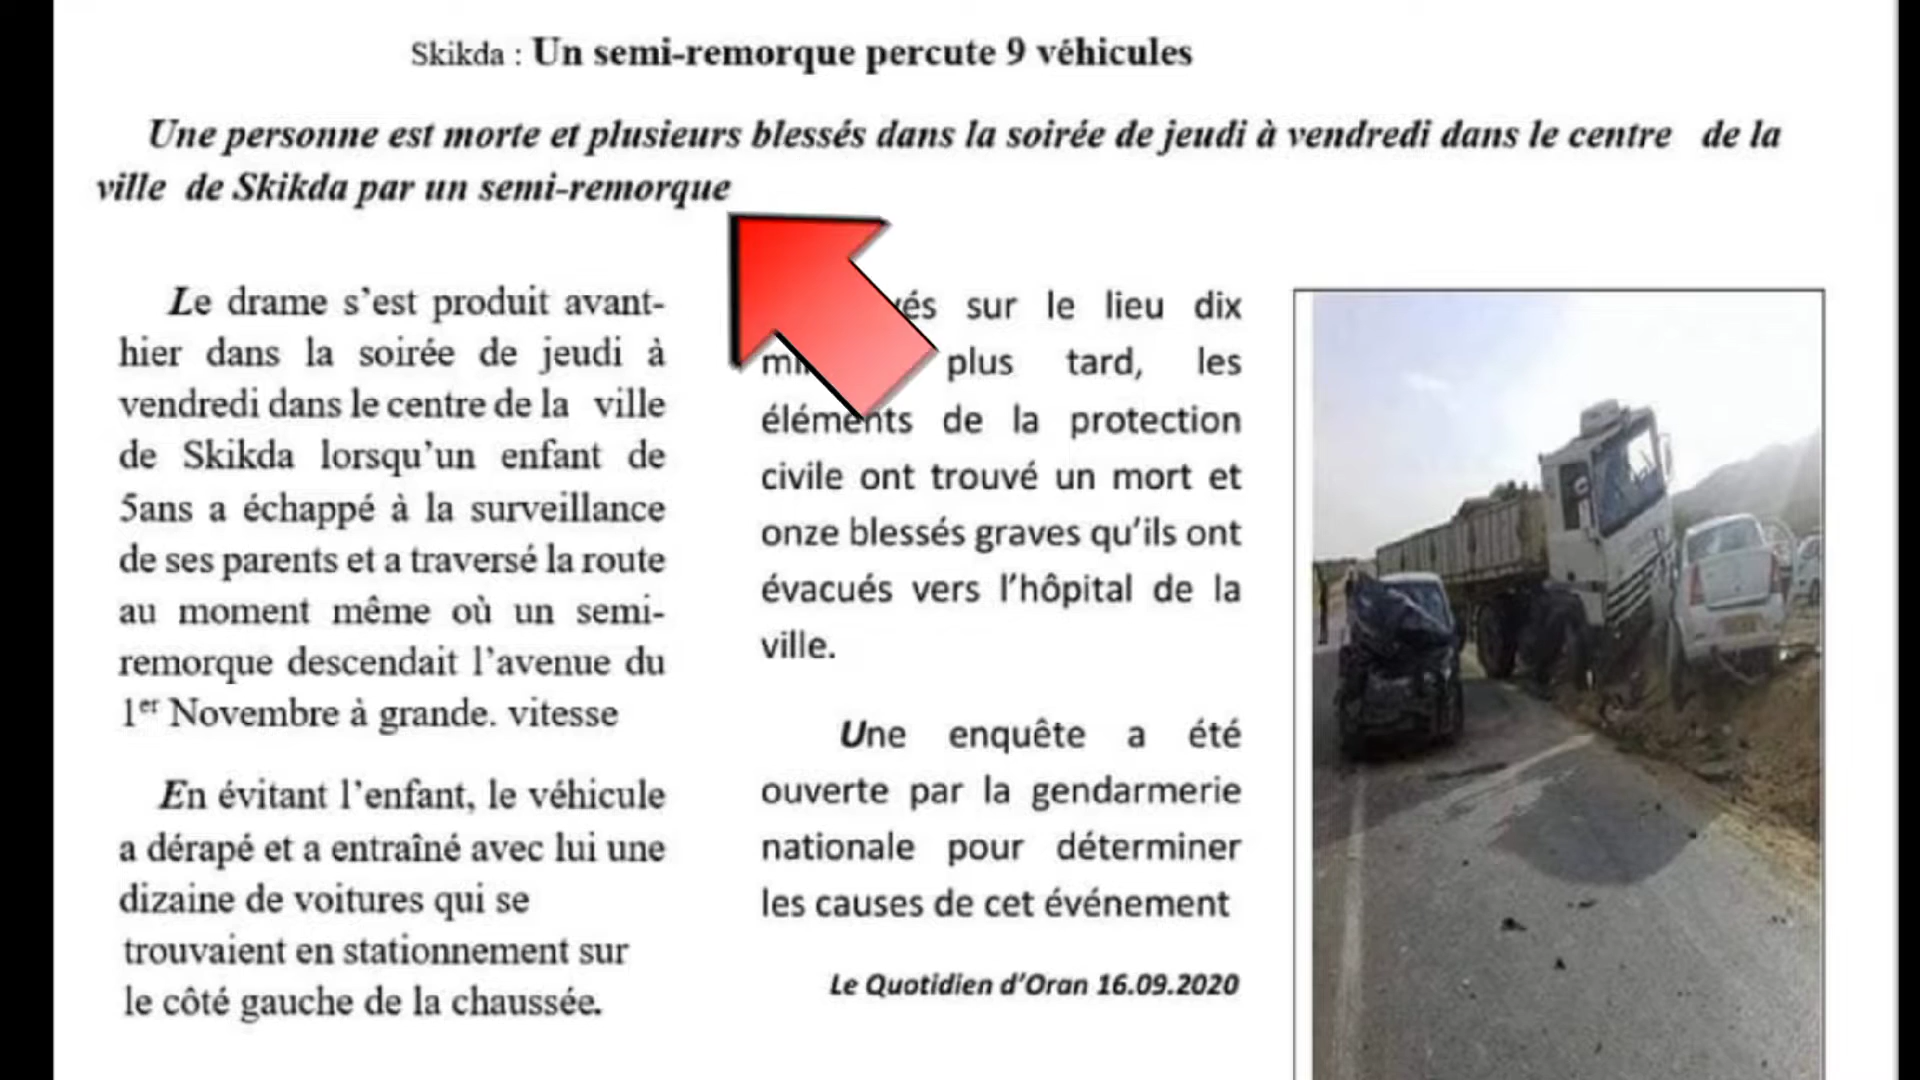 Skikda : Un semi-remorque percute 9 véhicules
Une personne est morte et plusieurs blessés dans la soirée de jeudi à vendredi dans le centre de la
ville de Skikda par un semi-remorque
Le drame s’est produit avant-
hier dans la soirée de jeudi à
vendredi dans le centre de la ville
de Skikda lorsqu’un enfant de
5ans a échappé à la surveillance
de ses parents et a traversé la route
au moment même où un semi-
remorque descendait l’avenue du
1er Novembre à grande. vitesse
En évitant l’enfant, le véhicule
a dérapé et a entraîné avec lui une
dizaine de voitures qui se
trouvaient en stationnement sur
le côté gauche de la chaussée.
sur le lieu dix
plus tard, les
éléments de la protection
civile ont trouvé un mort et
onze blessés graves qu’ils ont
évacués vers l’hôpital de la
ville.
Une enquête a été
ouverte par la gendarmerie
nationale pour déterminer
les causes de cet événement
Le Quotidien d’Oran 16.09.2020